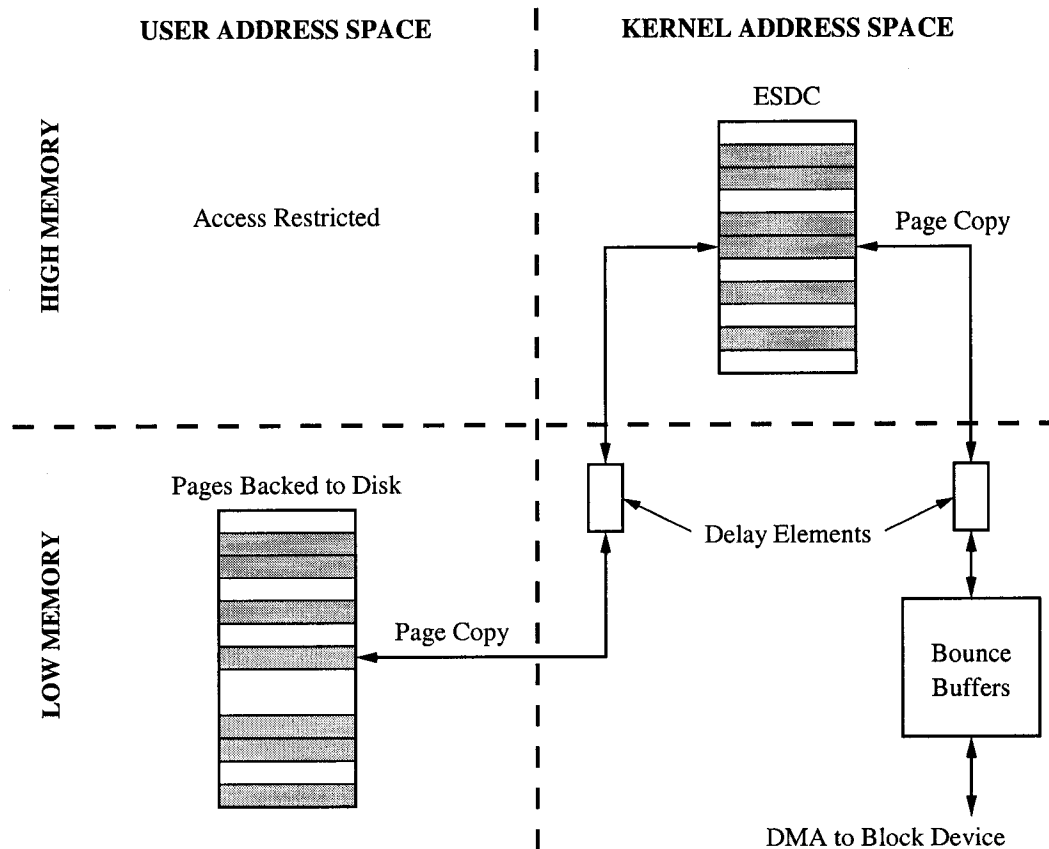 USER ADDRESS SPACE
KERNEL ADDRESS SPACE
HIGH MEMORY
Access Restricted
ESDC
Page Copy
LOW MEMORY
Pages Backed to Disk
Page Copy
Delay Elements
Bounce
Buffers
DMA to Block Device